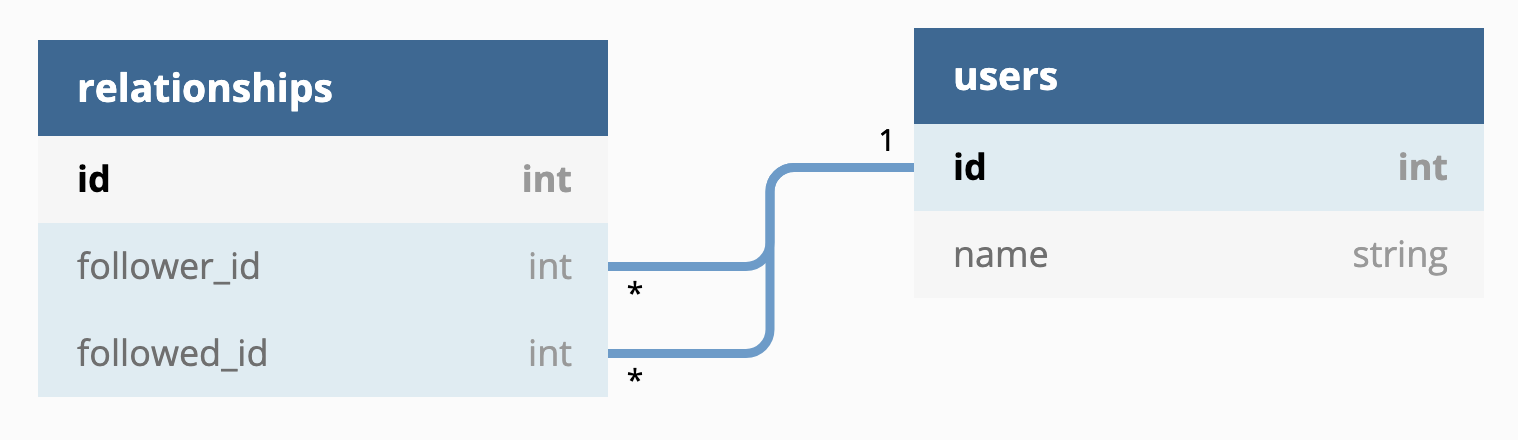 relationships
id int
follower_id int
*
followed_id int
*
1
users
id int
name string